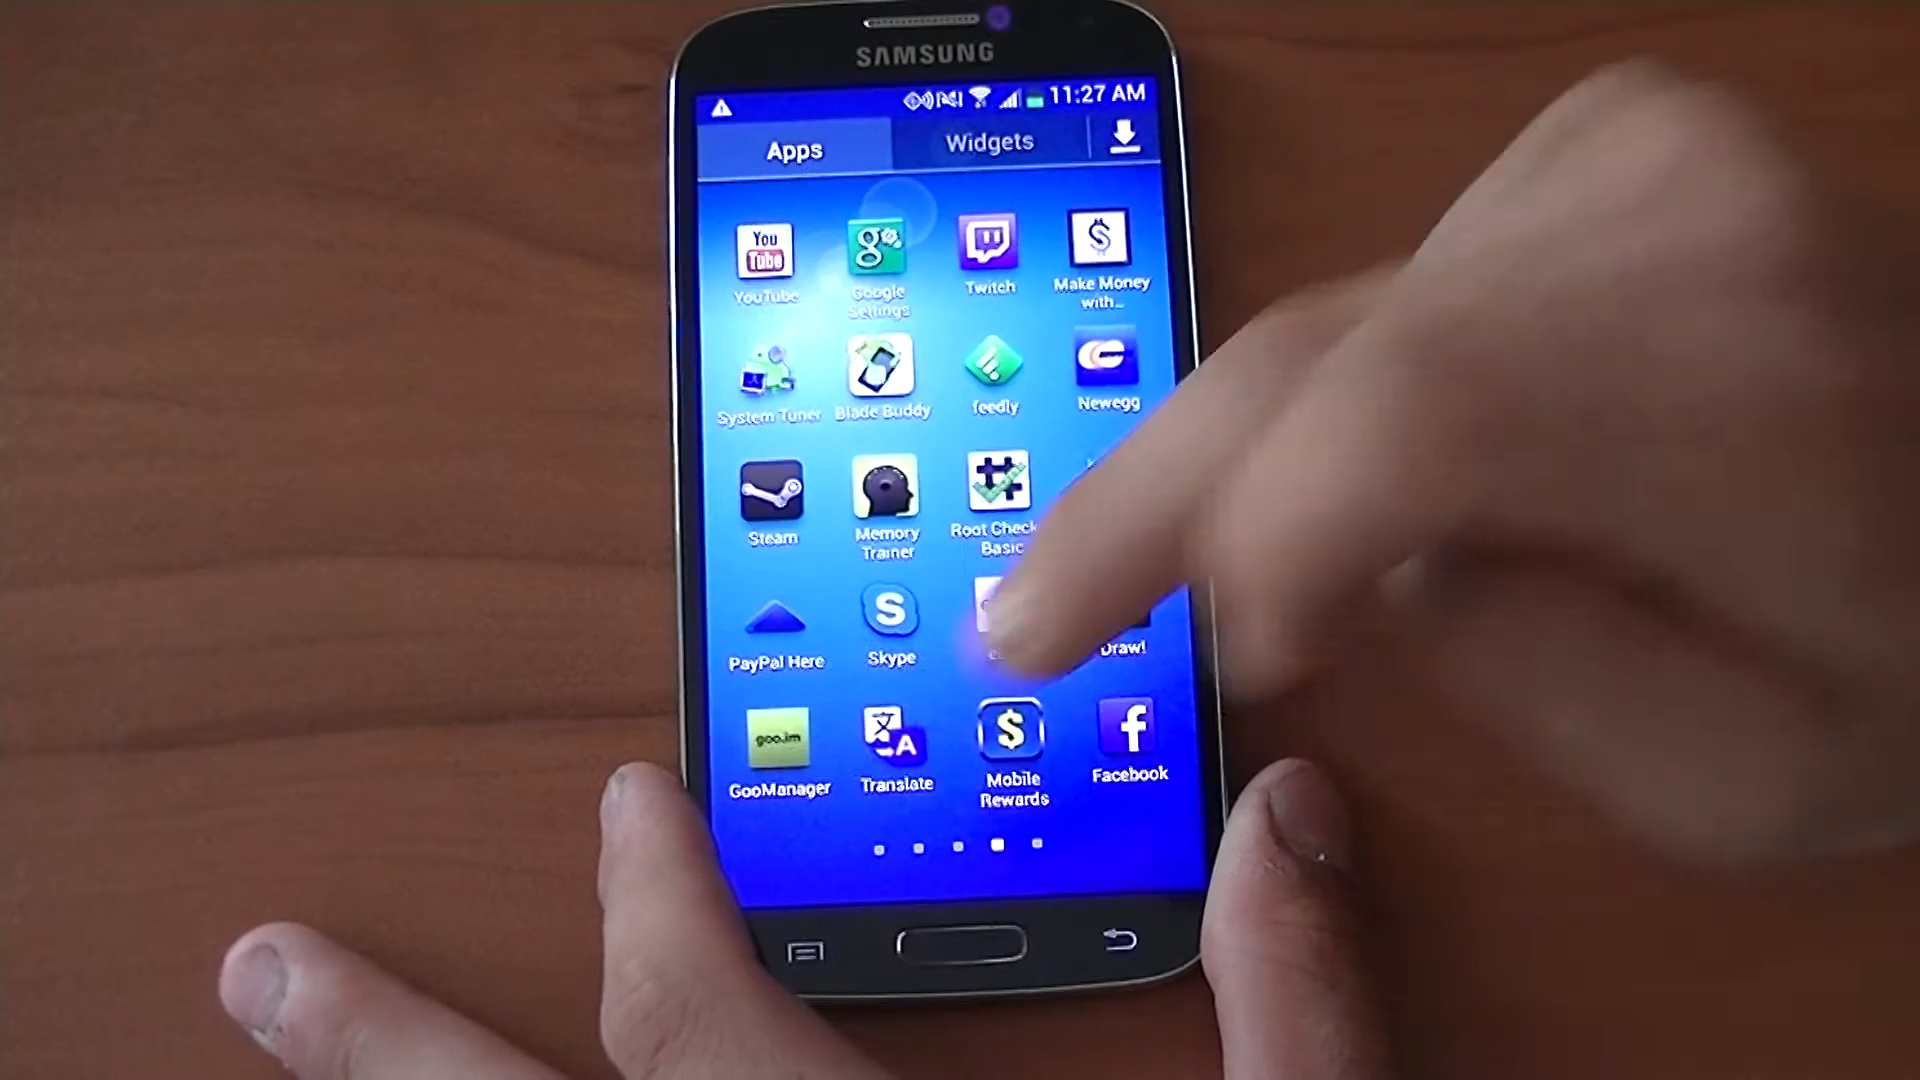 SAMSUNG
11:27 AM
Apps
Widgets
You
Tube
g
$
YouTube
Google
Settings
Twitch
Make Money
with...
System Tuner
Blade Buddy
feedly
Newegg
Steam
Memory
Trainer
Root Check
Basic
S
PayPal Here
Skype
Draw!
goo.im
文
A
$
f
GooManager
Translate
Mobile
Rewards
Facebook